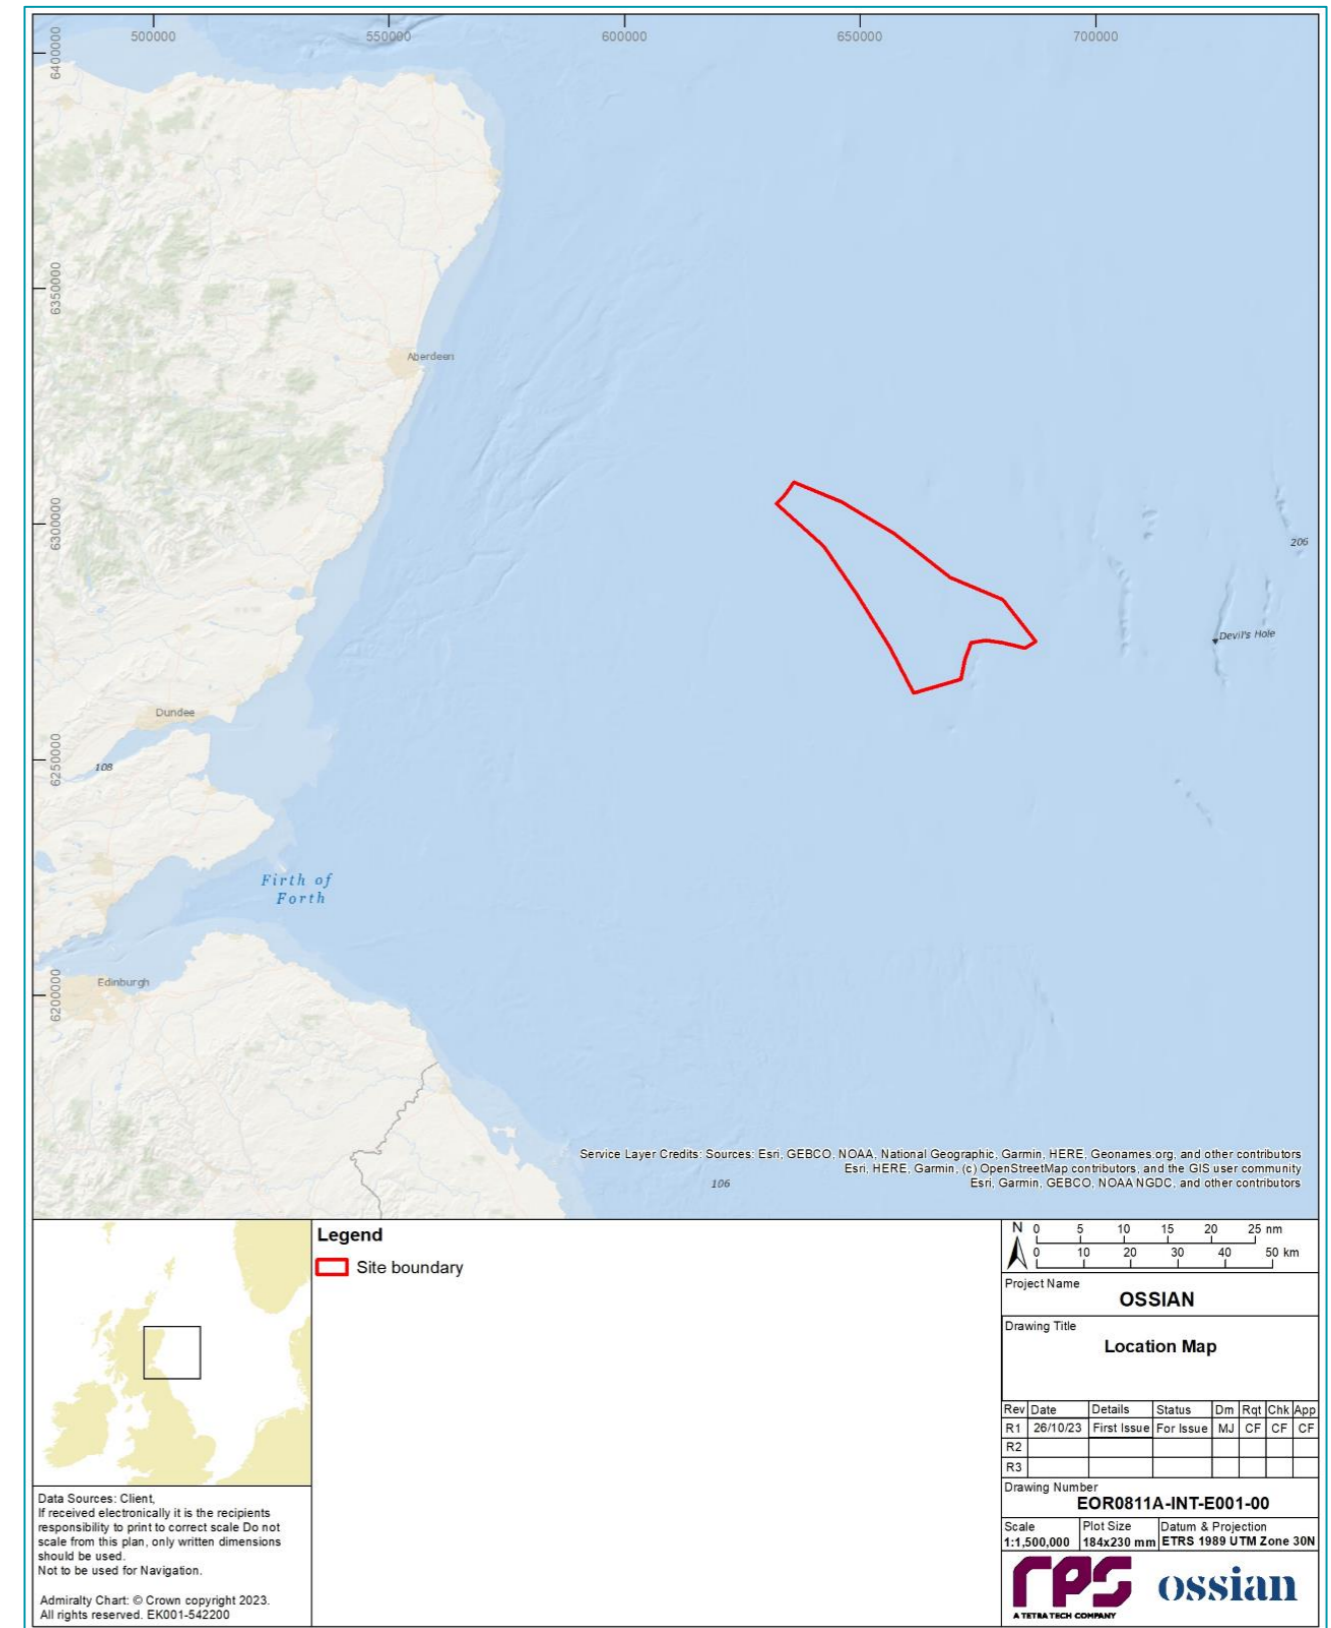 500000 550000 600000 650000 700000
6400000
6350000
Aberdeen
6300000
206
Devil's Hole
Dundee
6250000
108
Firth of
Forth
6200000
Edinburgh
Service Layer Credits: Sources: Esri, GEBCO, NOAA, National Geographic, Garmin, HERE, Geonames.org, and other contributors
Esri, HERE, Garmin, (c) OpenStreetMap contributors, and the GIS user community
Esri, Garmin, GEBCO, NOAA NGDC, and other contributors
106
Legend
Site boundary
Data Sources: Client,
If received electronically it is the recipients
responsibility to print to correct scale Do not
scale from this plan, only written dimensions
should be used.
Not to be used for Navigation.
Admiralty Chart: © Crown copyright 2023.
All rights reserved. EK001-542200
N 0 5 10 15 20 25 nm
0 10 20 30 40 50 km
Project Name
OSSIAN
Drawing Title
Location Map
Rev Date Details Status Dm Rqt Chk App
R1 26/10/23 First Issue For Issue MJ CF CF CF
R2
R3
Drawing Number
EOR0811A-INT-E001-00
Scale Plot Size Datum & Projection
1:1,500,000 184x230 mm ETRS 1989 UTM Zone 30N
rps ossian
A TETRA TECH COMPANY